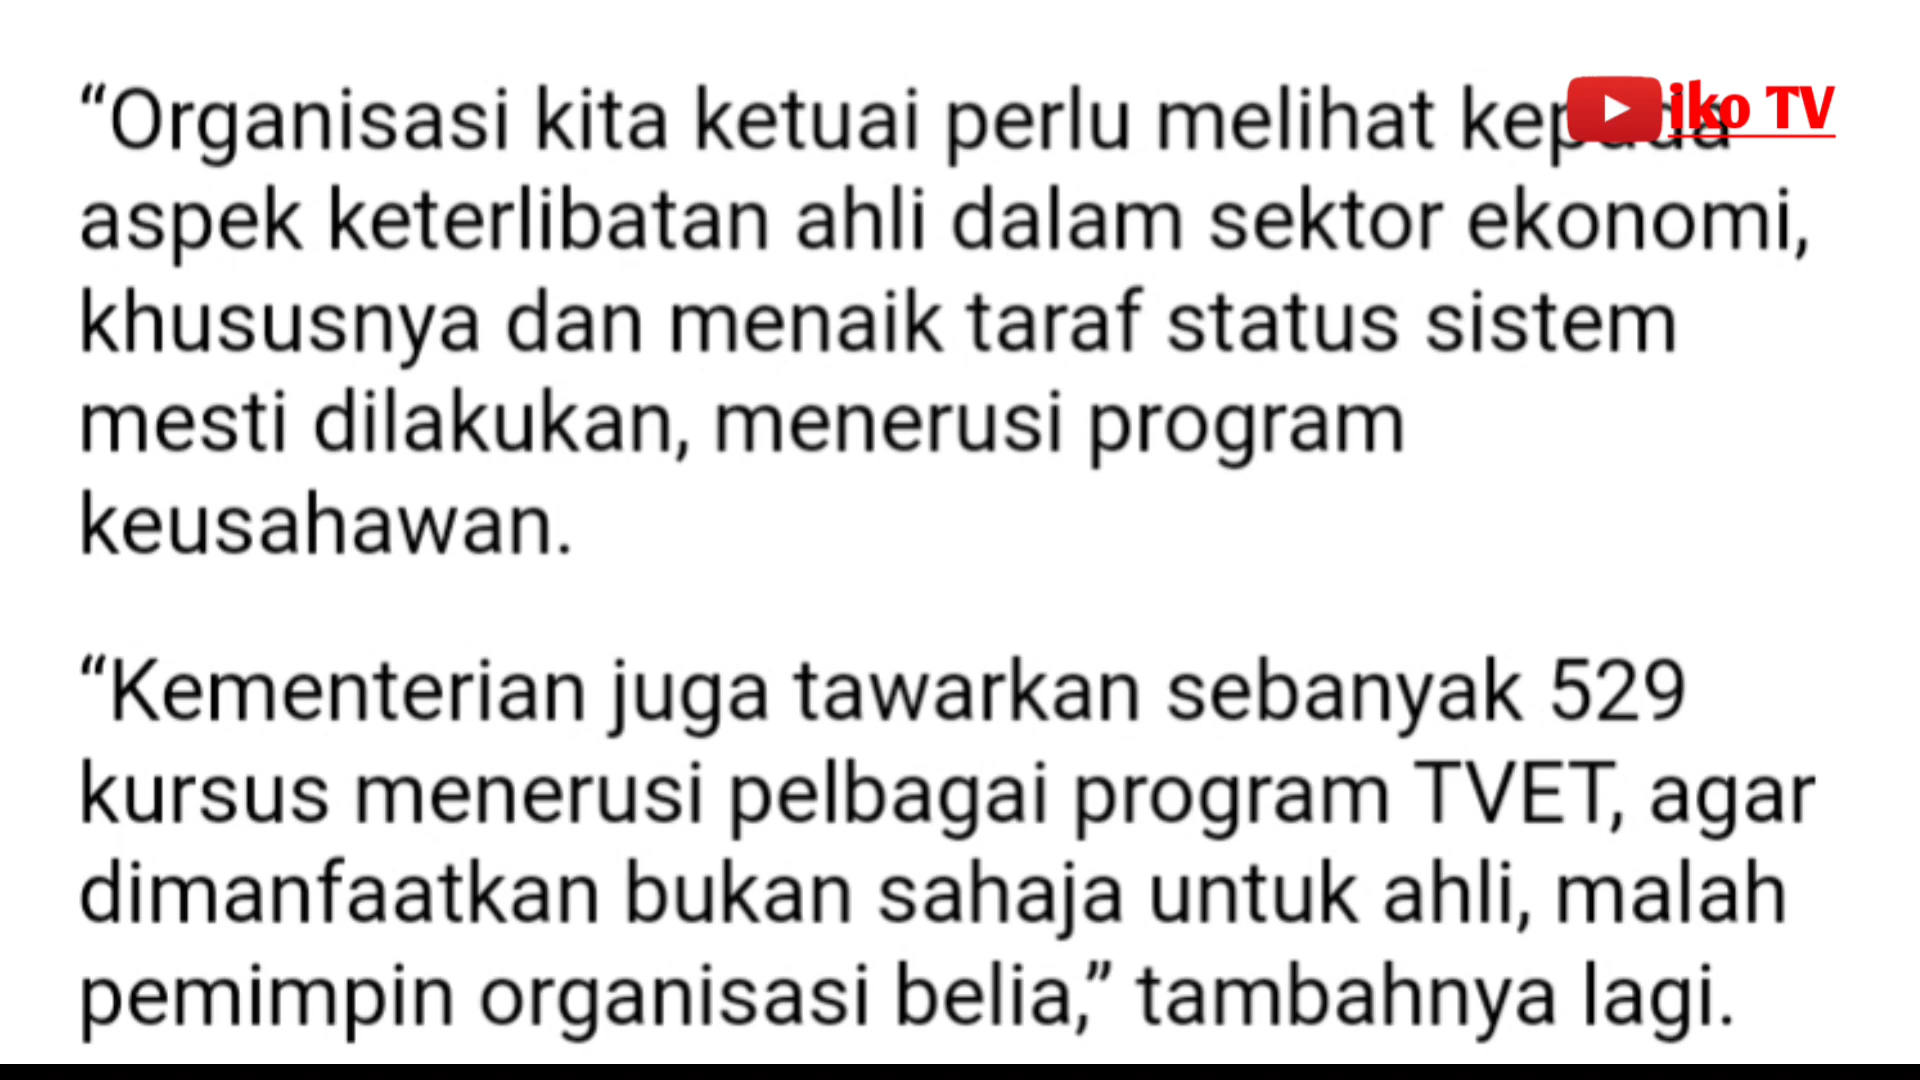 “Organisasi kita ketuai perlu melihat kepada
iko TV
aspek keterlibatan ahli dalam sektor ekonomi,
khususnya dan menaik taraf status sistem
mesti dilakukan, menerusi program
keusahawan.
“Kementerian juga tawarkan sebanyak 529
kursus menerusi pelbagai program TVET, agar
dimanfaatkan bukan sahaja untuk ahli, malah
pemimpin organisasi belia,” tambahnya lagi.